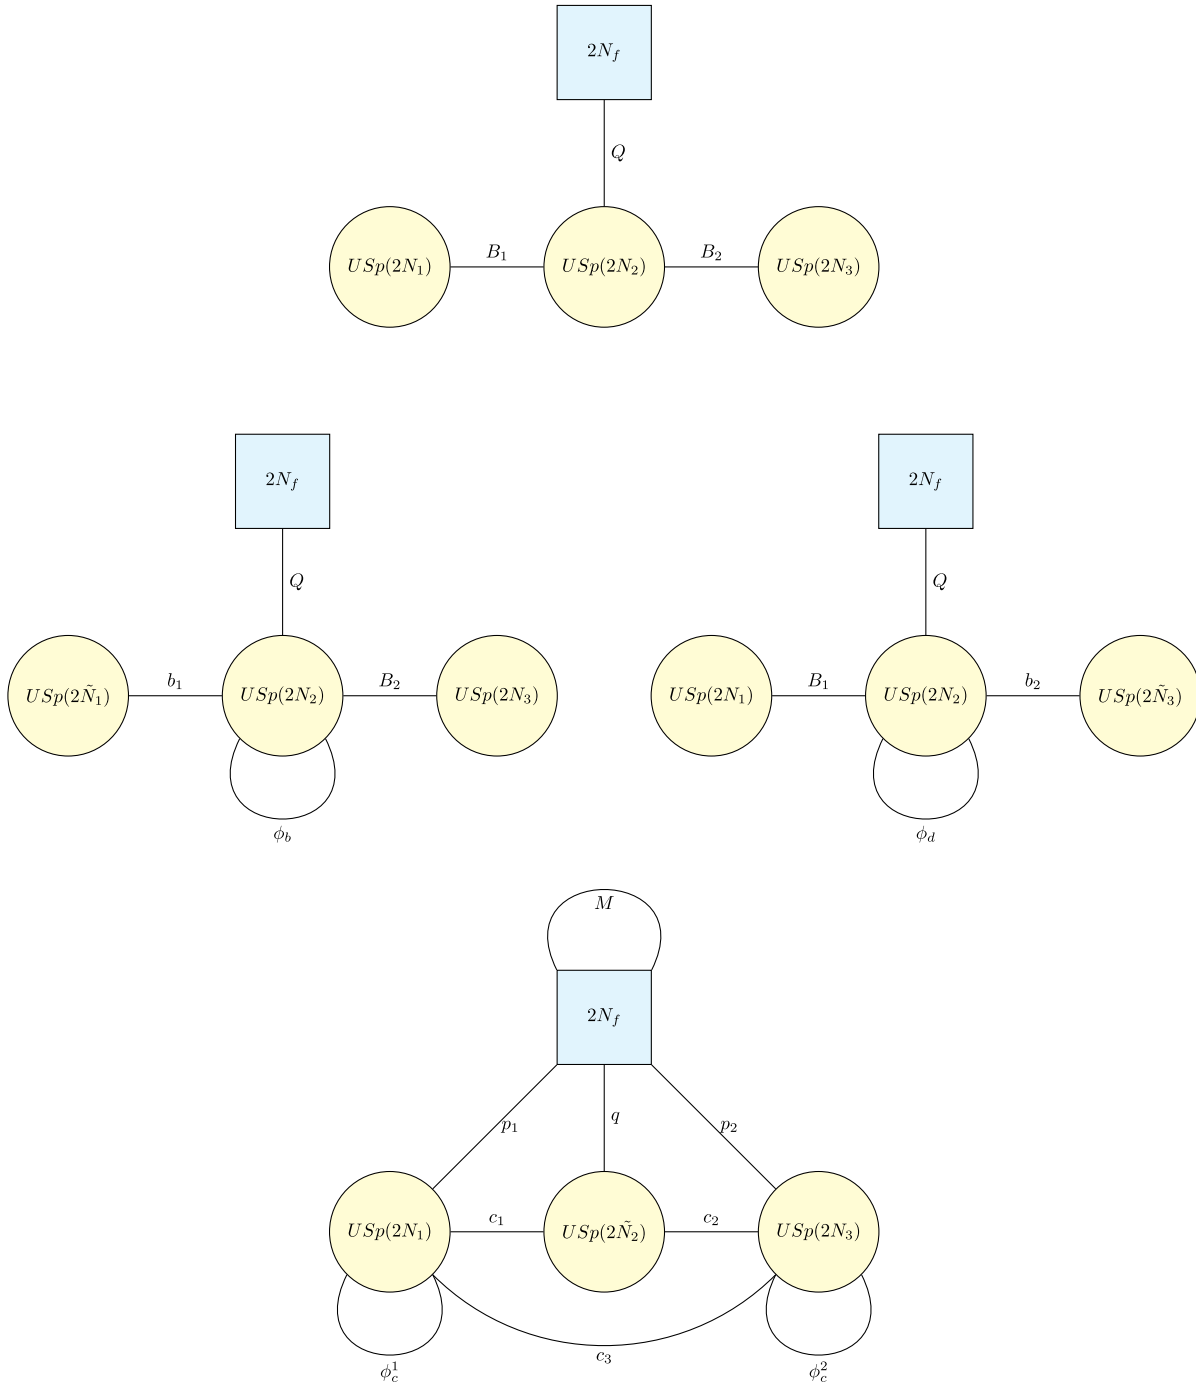 2N_f
Q
USp(2N_1) B_1 USp(2N_2) B_2 USp(2N_3)
2N_f 2N_f
Q Q
USp(2Ñ_1) b_1 USp(2N_2) B_2 USp(2N_3) USp(2N_1) B_1 USp(2N_2) b_2 USp(2Ñ_3)
ϕ_b ϕ_d
M
2N_f
p_1 q p_2
USp(2N_1) c_1 USp(2Ñ_2) c_2 USp(2N_3)
c_3
ϕ_c^1 ϕ_c^2